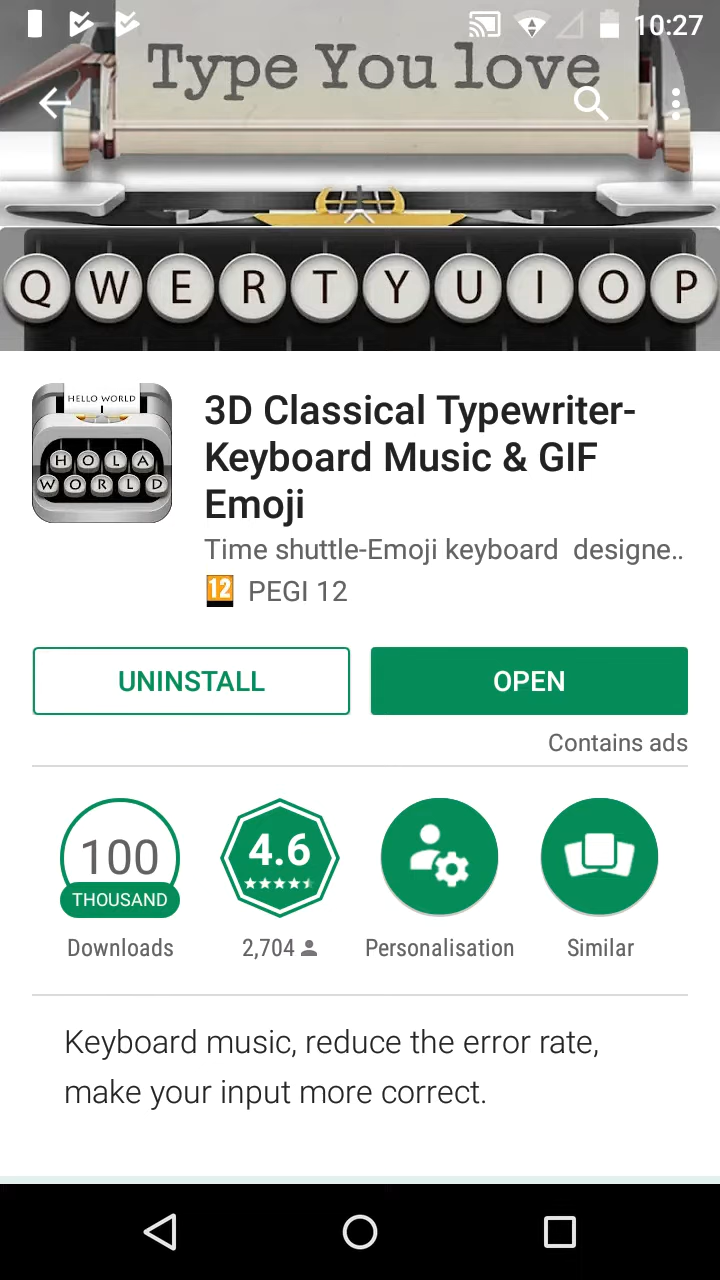 10:27
Type You love
Q W E R T Y U I O P
HELLO WORLD
H O L A
W O R L D
3D Classical Typewriter-
Keyboard Music & GIF
Emoji
Time shuttle-Emoji keyboard designe..
12 PEGI 12
UNINSTALL
OPEN
Contains ads
100
THOUSAND
Downloads
4.6
2,704
Personalisation
Similar
Keyboard music, reduce the error rate,
make your input more correct.